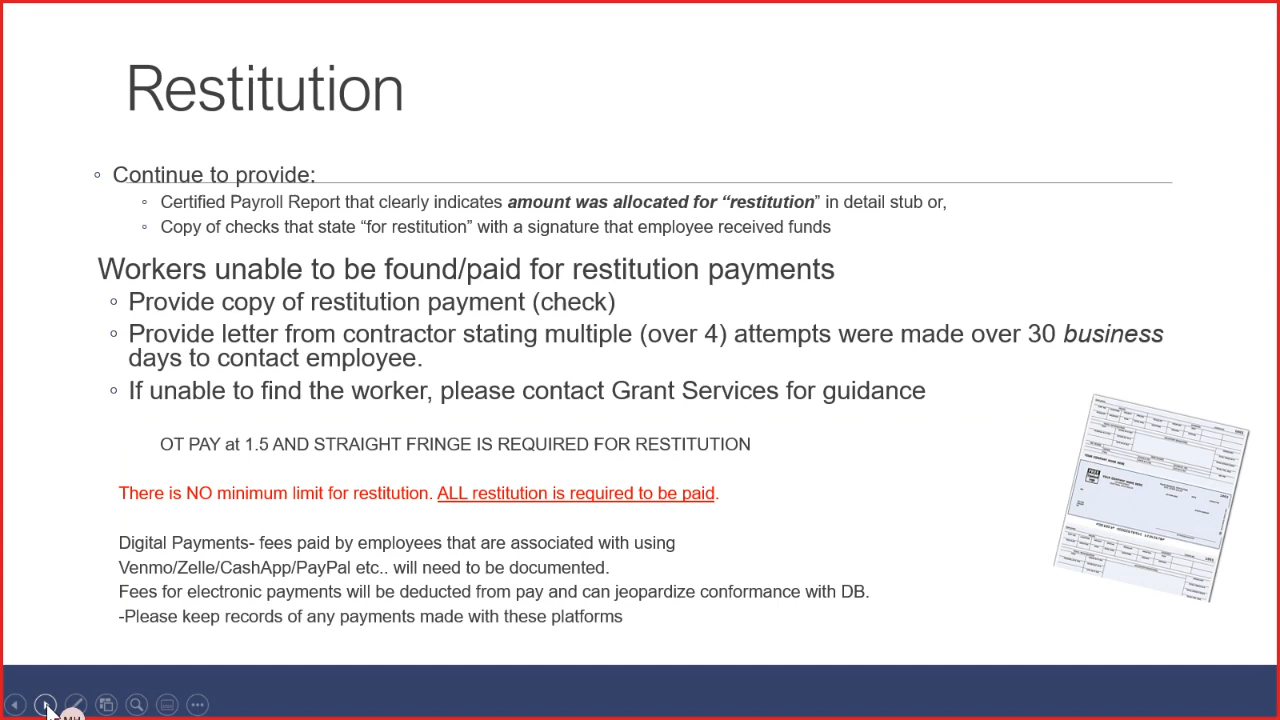 Restitution
◦ Continue to provide:
◦ Certified Payroll Report that clearly indicates amount was allocated for “restitution” in detail stub or,
◦ Copy of checks that state “for restitution” with a signature that employee received funds
Workers unable to be found/paid for restitution payments
◦ Provide copy of restitution payment (check)
◦ Provide letter from contractor stating multiple (over 4) attempts were made over 30 business
days to contact employee.
◦ If unable to find the worker, please contact Grant Services for guidance
OT PAY at 1.5 AND STRAIGHT FRINGE IS REQUIRED FOR RESTITUTION
There is NO minimum limit for restitution. ALL restitution is required to be paid.
Digital Payments- fees paid by employees that are associated with using
Venmo/Zelle/CashApp/PayPal etc.. will need to be documented.
Fees for electronic payments will be deducted from pay and can jeopardize conformance with DB.
-Please keep records of any payments made with these platforms